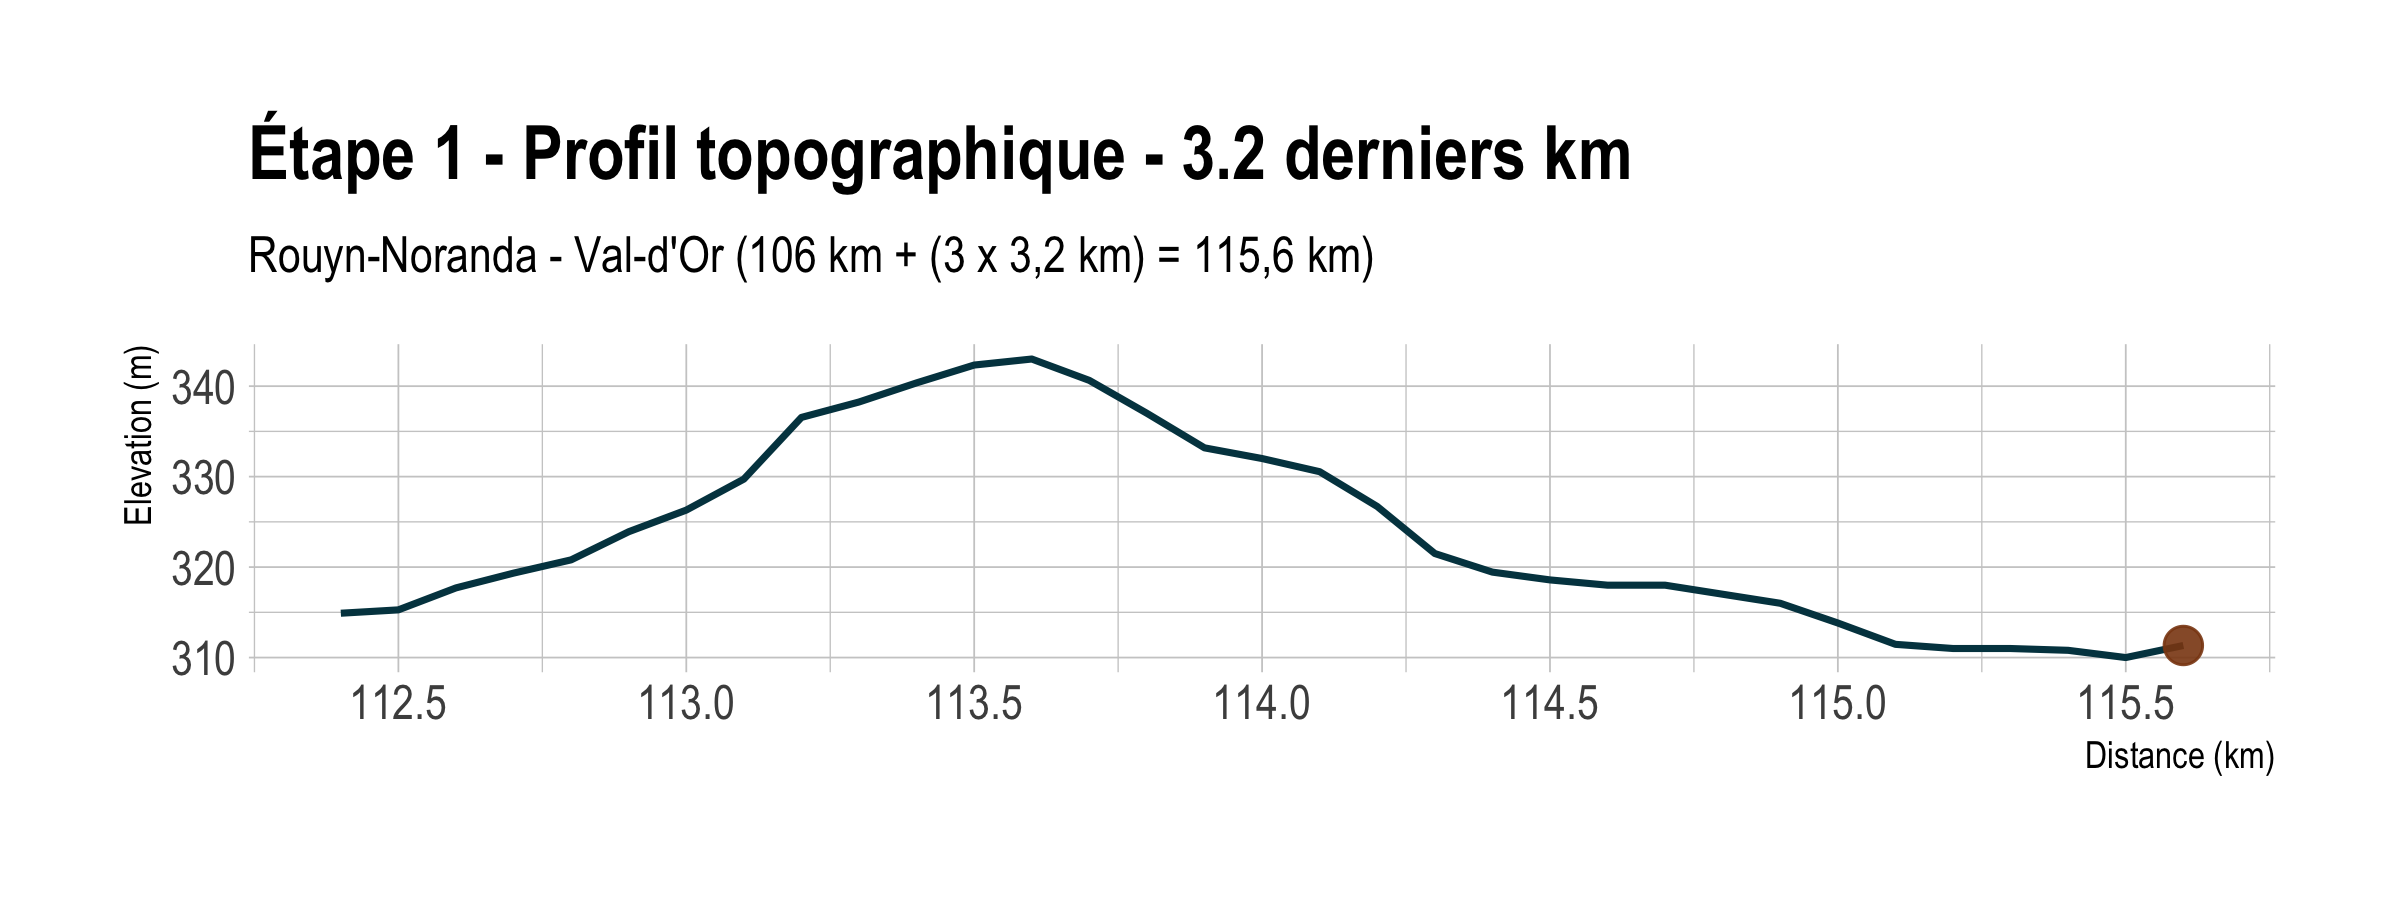 Étape 1 - Profil topographique - 3.2 derniers km
Rouyn-Noranda - Val-d'Or (106 km + (3 x 3,2 km) = 115,6 km)
Elevation (m)
340
330
320
310
112.5 113.0 113.5 114.0 114.5 115.0 115.5
Distance (km)